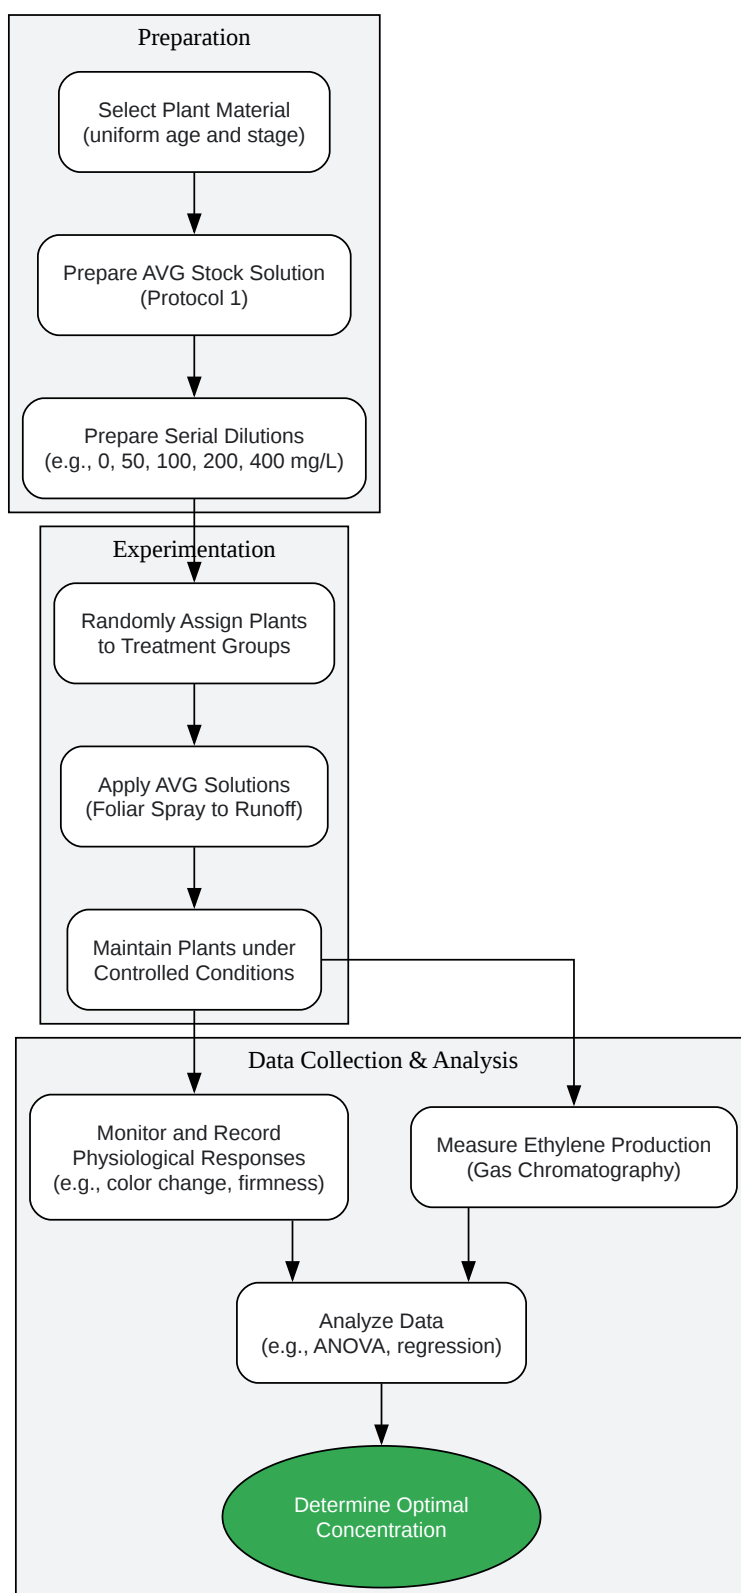 Preparation
Select Plant Material
(uniform age and stage)
Prepare AVG Stock Solution
(Protocol 1)
Prepare Serial Dilutions
(e.g., 0, 50, 100, 200, 400 mg/L)
Experimentation
Randomly Assign Plants
to Treatment Groups
Apply AVG Solutions
(Foliar Spray to Runoff)
Maintain Plants under
Controlled Conditions
Data Collection & Analysis
Monitor and Record
Physiological Responses
(e.g., color change, firmness)
Measure Ethylene Production
(Gas Chromatography)
Analyze Data
(e.g., ANOVA, regression)
Determine Optimal
Concentration